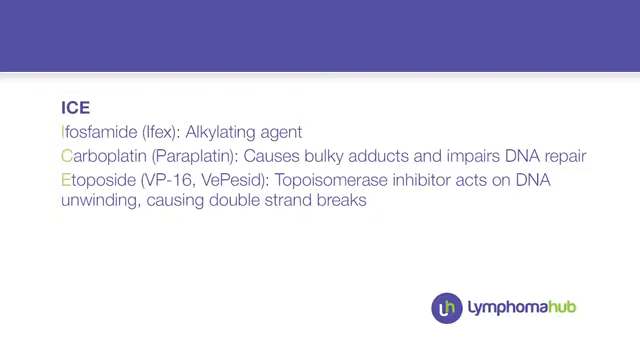 ICE
Ifosfamide (Ifex): Alkylating agent
Carboplatin (Paraplatin): Causes bulky adducts and impairs DNA repair
Etoposide (VP-16, VePesid): Topoisomerase inhibitor acts on DNA
unwinding, causing double strand breaks
lh Lymphomahub